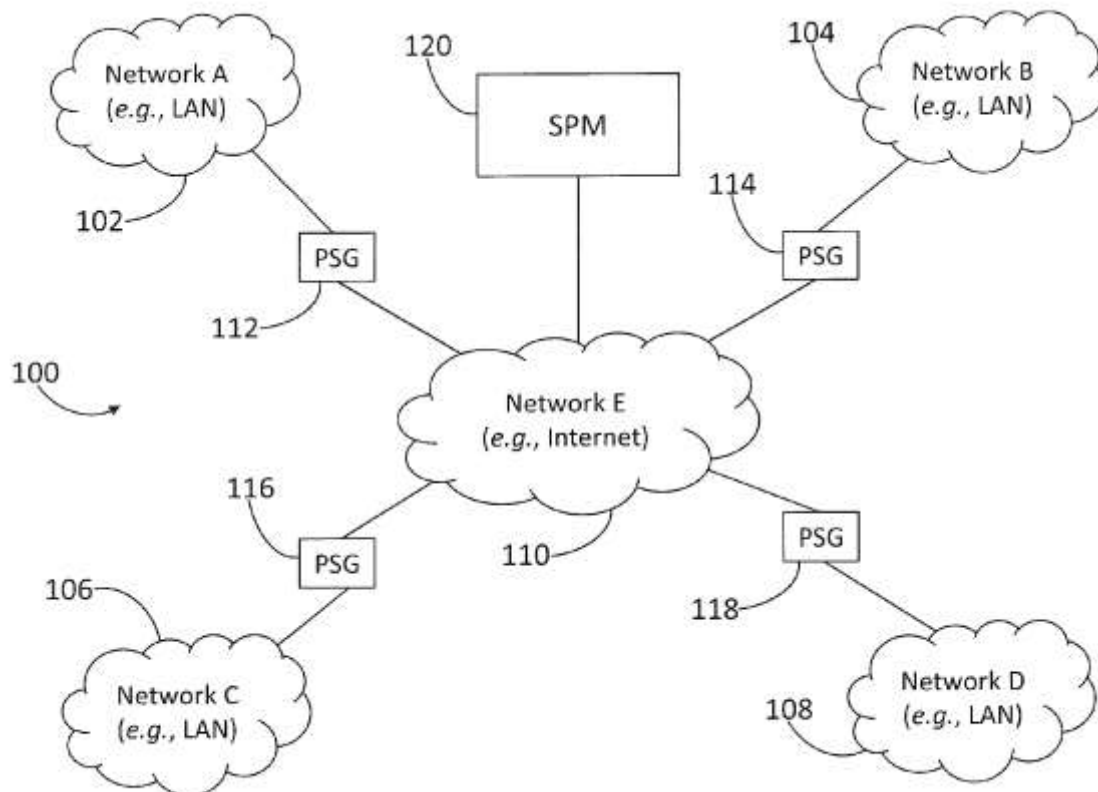 Network A
(e.g., LAN)
102
120
SPM
104
Network B
(e.g., LAN)
114
PSG
112
PSG
100
Network E
(e.g., Internet)
110
116
PSG
106
Network C
(e.g., LAN)
PSG
118
Network D
(e.g., LAN)
108